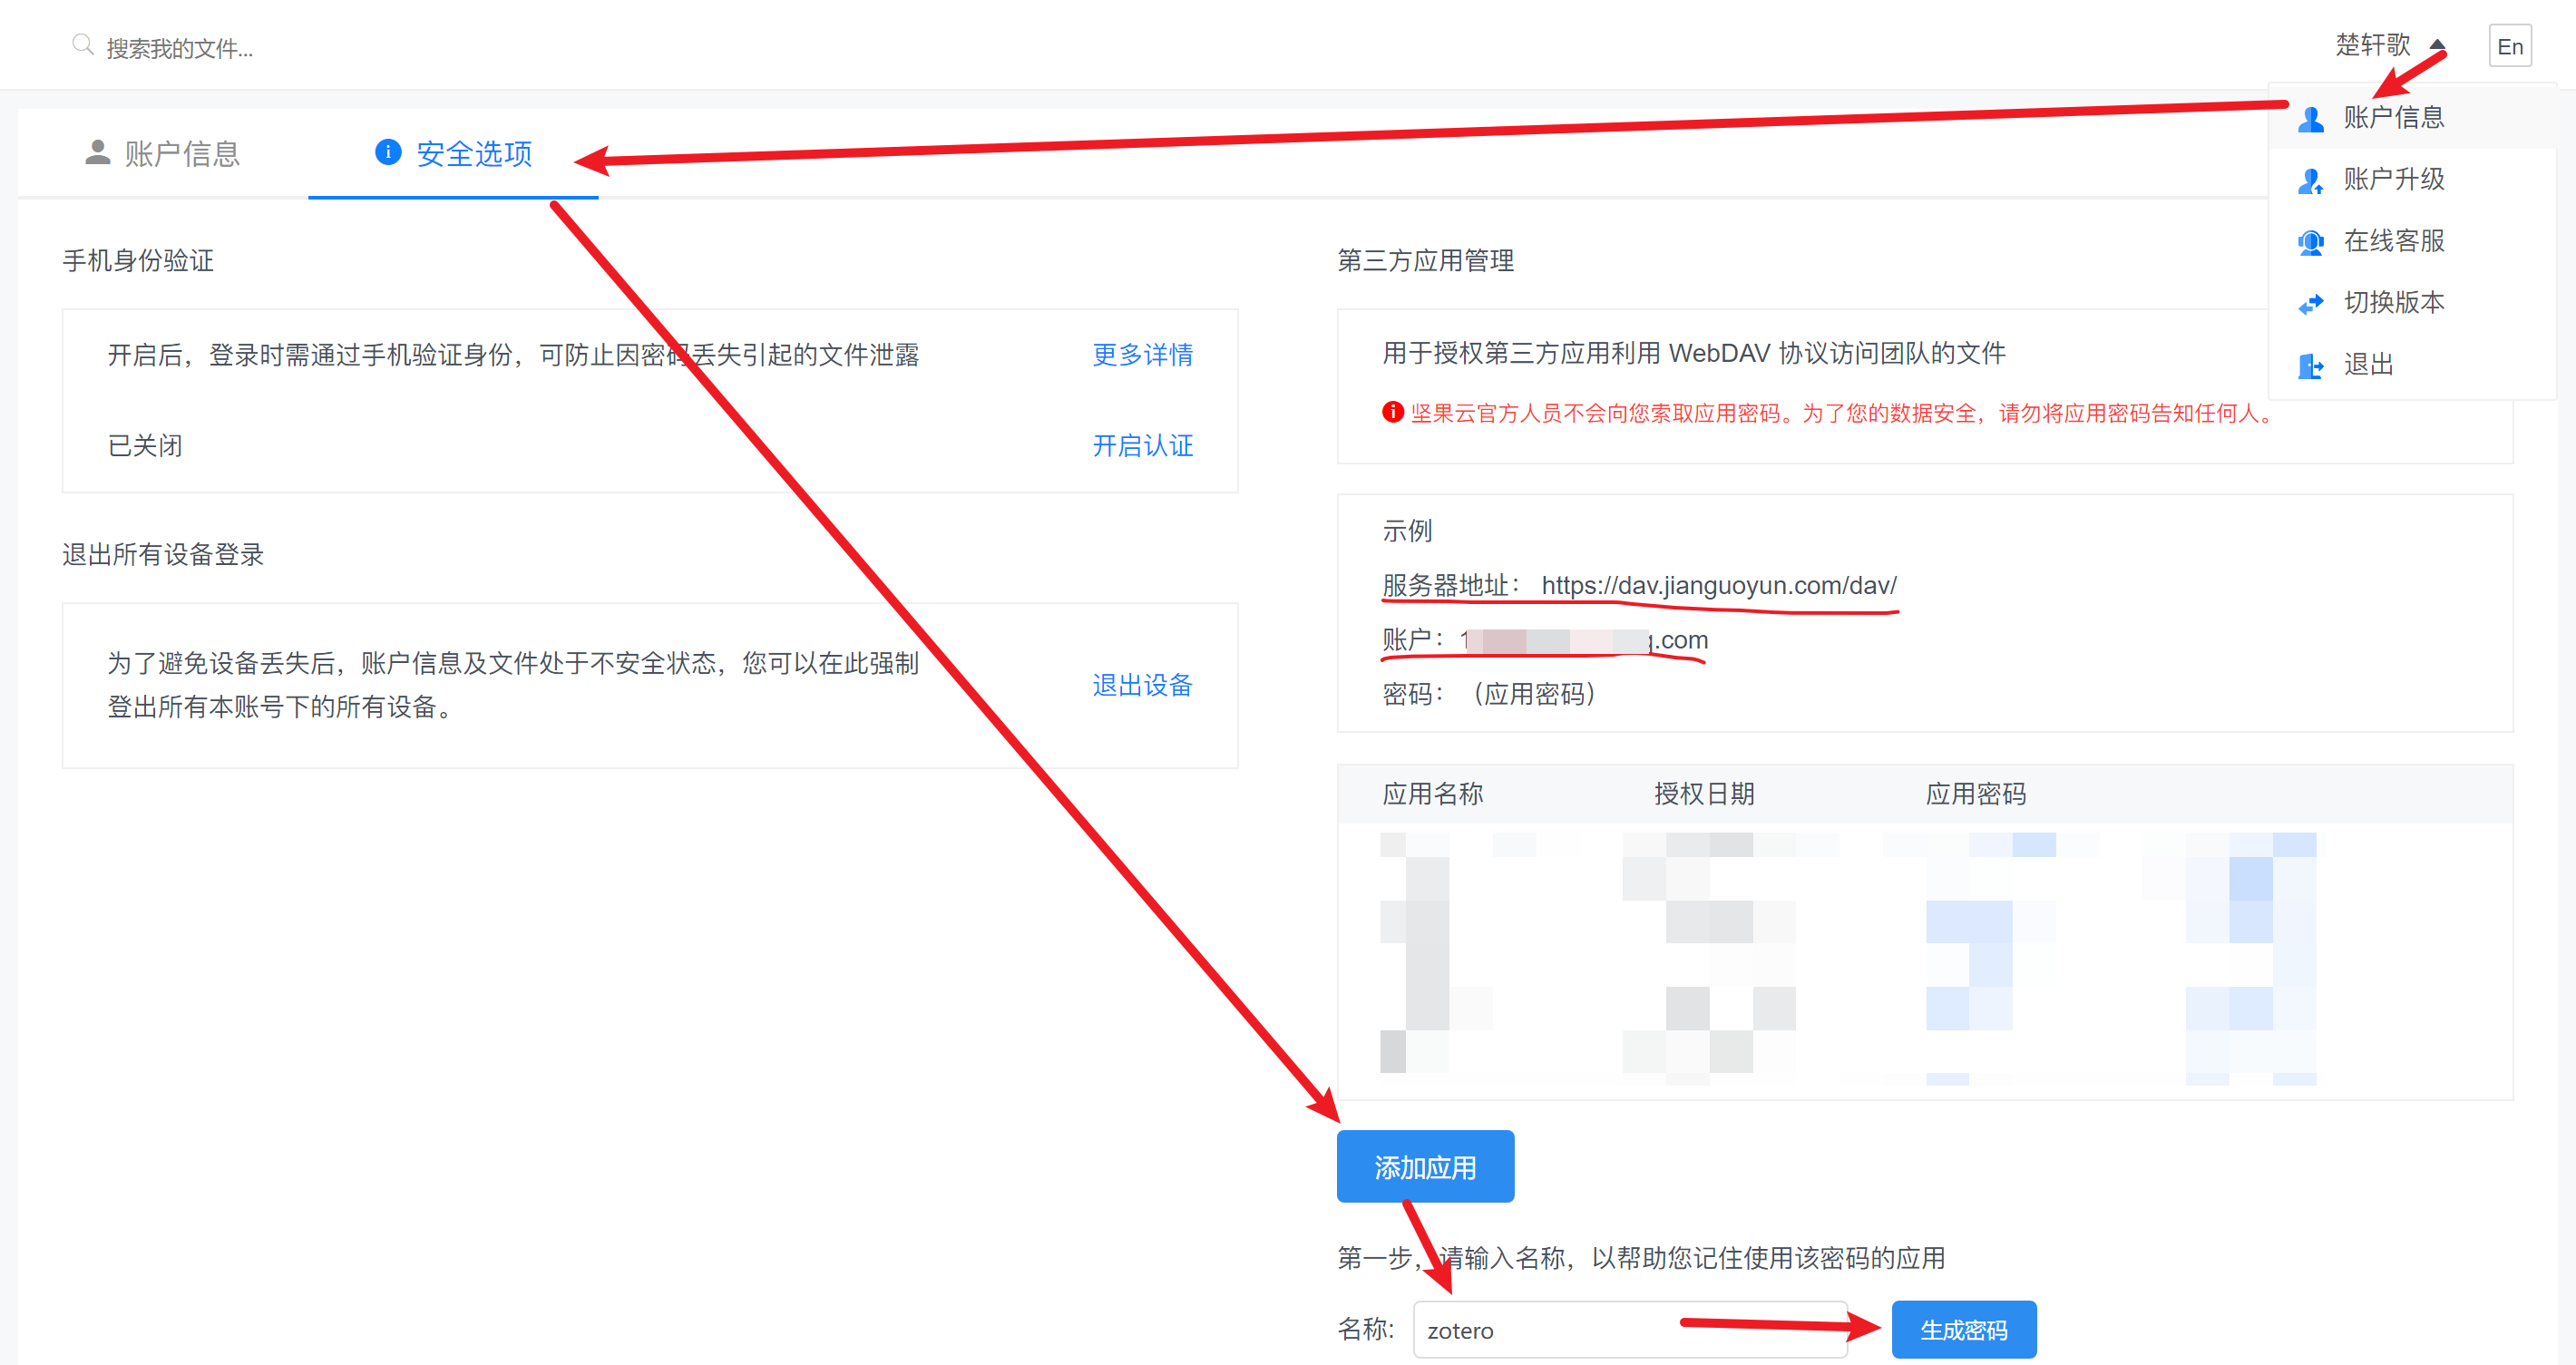 搜索我的文件...
楚轩歌
En
账户信息
账户升级
在线客服
切换版本
退出
账户信息
安全选项
手机身份验证
开启后，登录时需通过手机验证身份，可防止因密码丢失引起的文件泄露
更多详情
已关闭
开启认证
退出所有设备登录
为了避免设备丢失后，账户信息及文件处于不安全状态，您可以在此强制
登出所有本账号下的所有设备。
退出设备
第三方应用管理
用于授权第三方应用利用 WebDAV 协议访问团队的文件
坚果云官方人员不会向您索取应用密码。为了您的数据安全，请勿将应用密码告知任何人。
示例
服务器地址： https://dav.jianguoyun.com/dav/
账户：1 .com
密码： （应用密码）
应用名称 授权日期 应用密码
添加应用
第一步，请输入名称，以帮助您记住使用该密码的应用
名称: zotero
生成密码